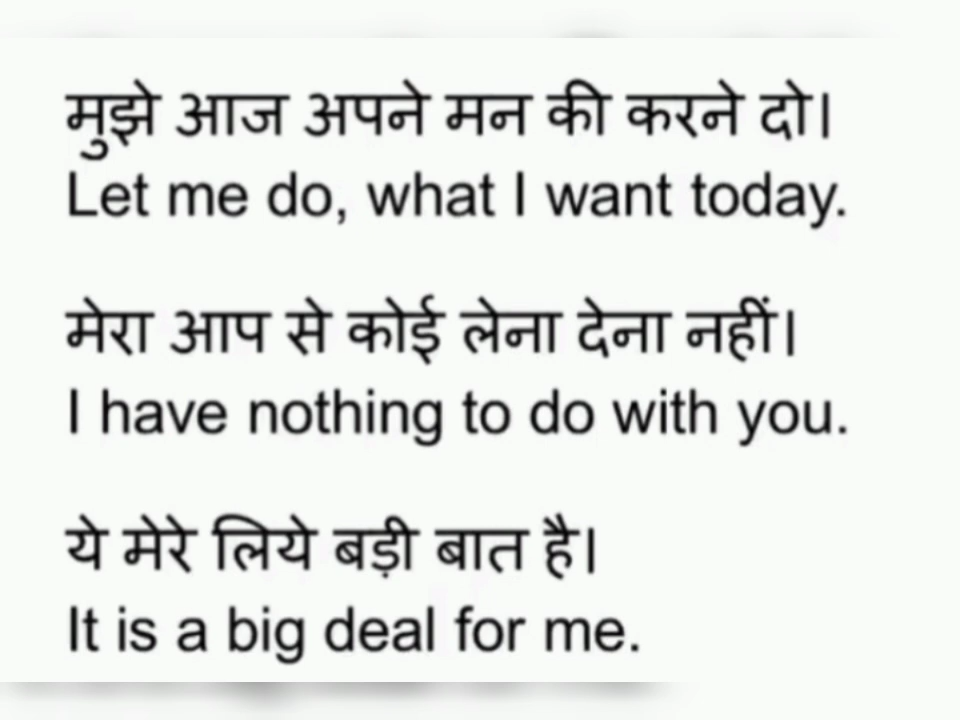 मुझे आज अपने मन की करने दो।
Let me do, what I want today.
मेरा आप से कोई लेना देना नहीं।
I have nothing to do with you.
ये मेरे लिये बड़ी बात है।
It is a big deal for me.